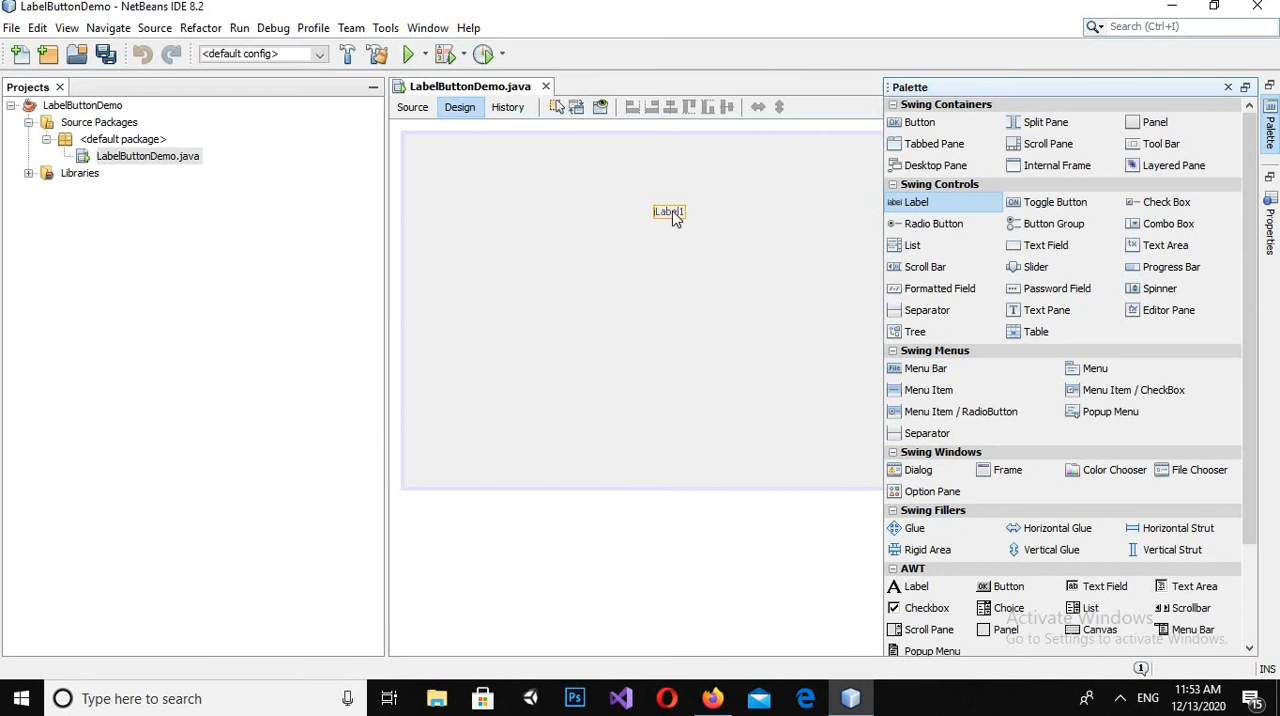 LabelButtonDemo - NetBeans IDE 8.2
File Edit View Navigate Source Refactor Run Debug Profile Team Tools Window Help
Search (Ctrl+I)
<default config>
Projects
LabelButtonDemo.java
Palette
LabelButtonDemo
Source Packages
<default package>
LabelButtonDemo.java
Libraries
Source Design History
jLabel1
Swing Containers
Button Split Pane Panel
Tabbed Pane Scroll Pane Tool Bar
Desktop Pane Internal Frame Layered Pane
Swing Controls
label Label ON Toggle Button Check Box
Radio Button Button Group Combo Box
List Text Field Text Area
Scroll Bar Slider Progress Bar
Formatted Field Password Field Spinner
Separator Text Pane Editor Pane
Tree Table
Swing Menus
Menu Bar Menu
Menu Item Menu Item / CheckBox
Menu Item / RadioButton Popup Menu
Separator
Swing Windows
Dialog Frame Color Chooser File Chooser
Option Pane
Swing Fillers
Glue Horizontal Glue Horizontal Strut
Rigid Area Vertical Glue Vertical Strut
AWT
A Label OK Button ab Text Field Text Area
Checkbox Choice List Scrollbar
Scroll Pane Panel Canvas Menu Bar
Popup Menu
Palette
Properties
Activate Windows
Go to Settings to activate Windows.
1
INS
Type here to search
Ps
ENG
11:53 AM
12/13/2020
15